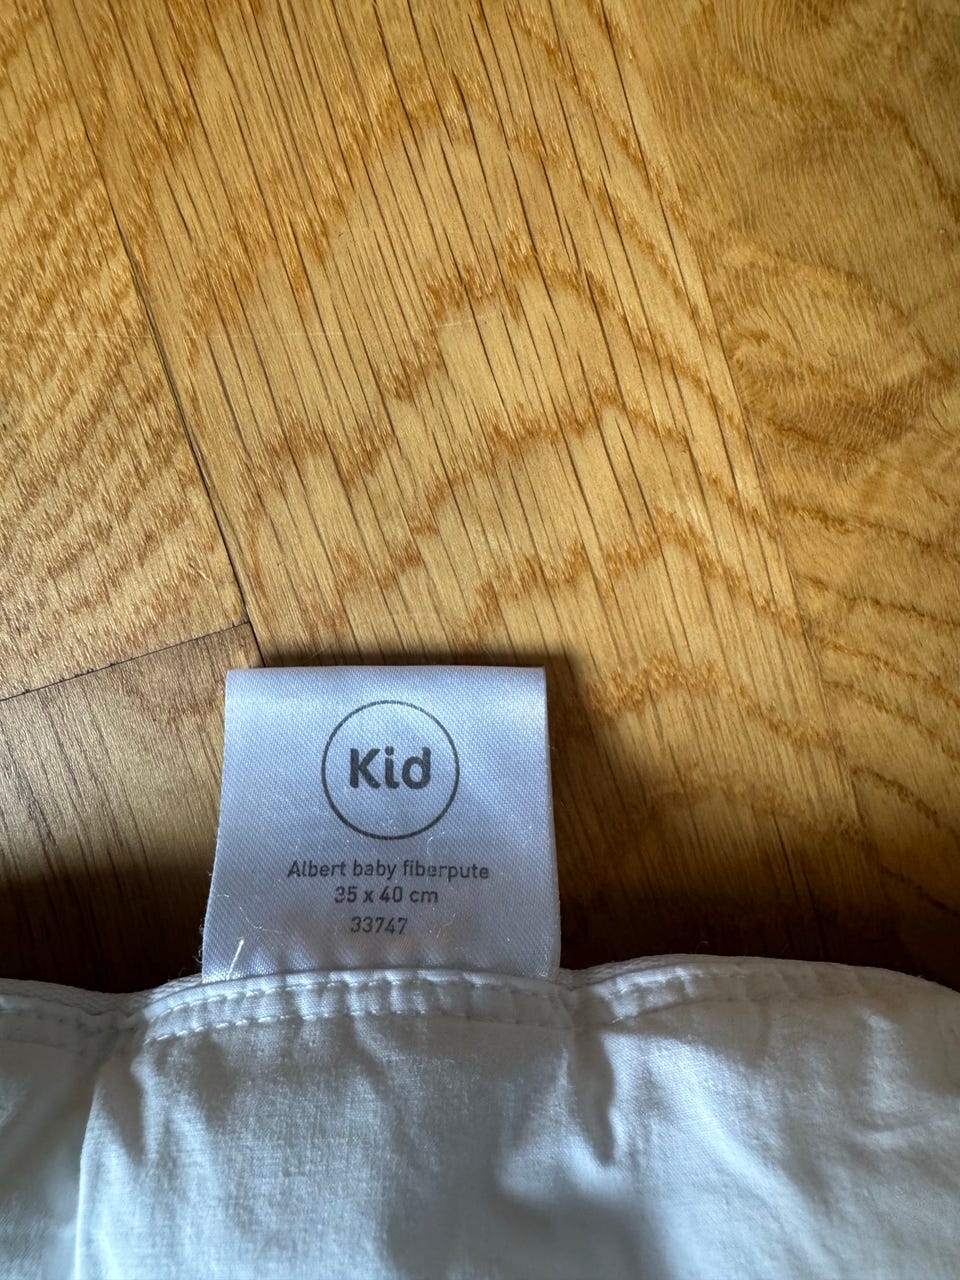 Kid
Albert baby fiberpute
35 x 40 cm
33747